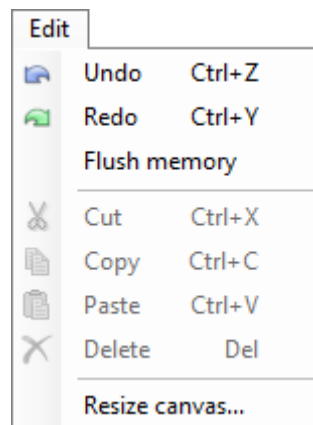 Edit
Undo Ctrl+Z
Redo Ctrl+Y
Flush memory
Cut Ctrl+X
Copy Ctrl+C
Paste Ctrl+V
Delete Del
Resize canvas...